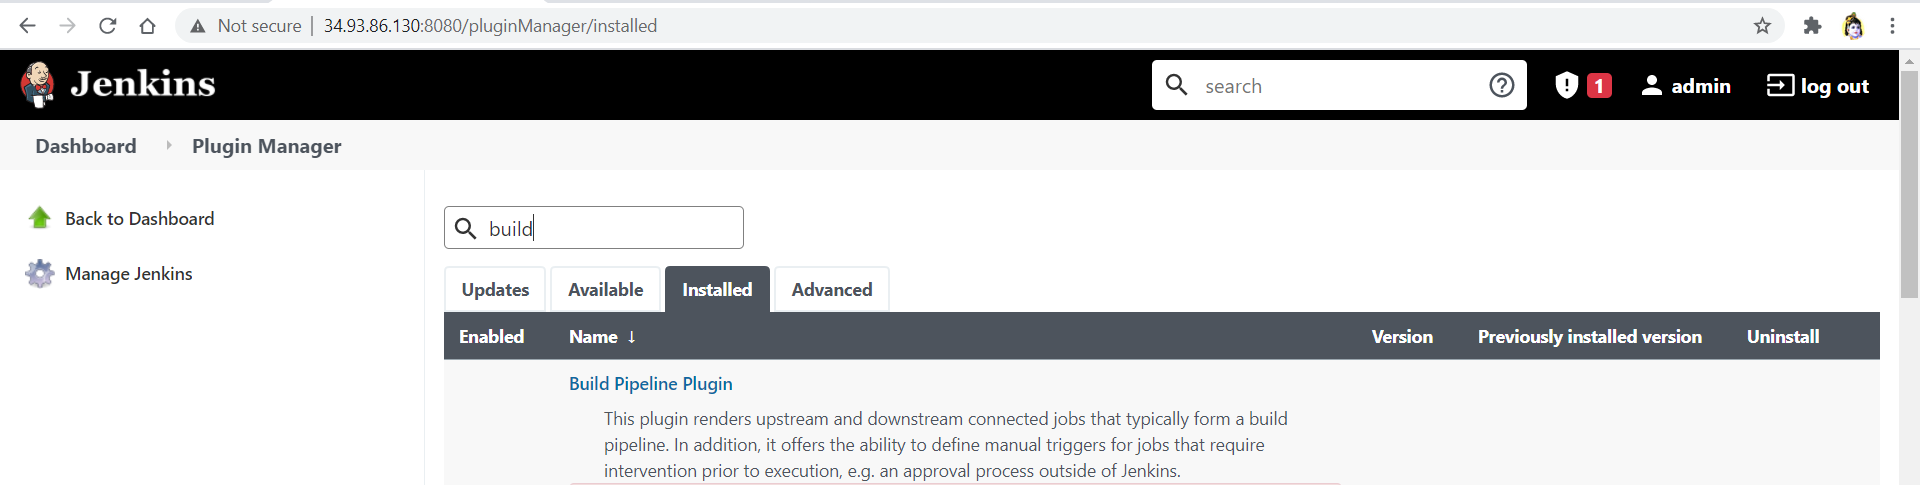 Not secure | 34.93.86.130:8080/pluginManager/installed
Jenkins
search
1
admin
log out
Dashboard
Plugin Manager
Back to Dashboard
Manage Jenkins
build
Updates
Available
Installed
Advanced
Enabled
Name ↓
Version
Previously installed version
Uninstall
Build Pipeline Plugin
This plugin renders upstream and downstream connected jobs that typically form a build
pipeline. In addition, it offers the ability to define manual triggers for jobs that require
intervention prior to execution, e.g. an approval process outside of Jenkins.